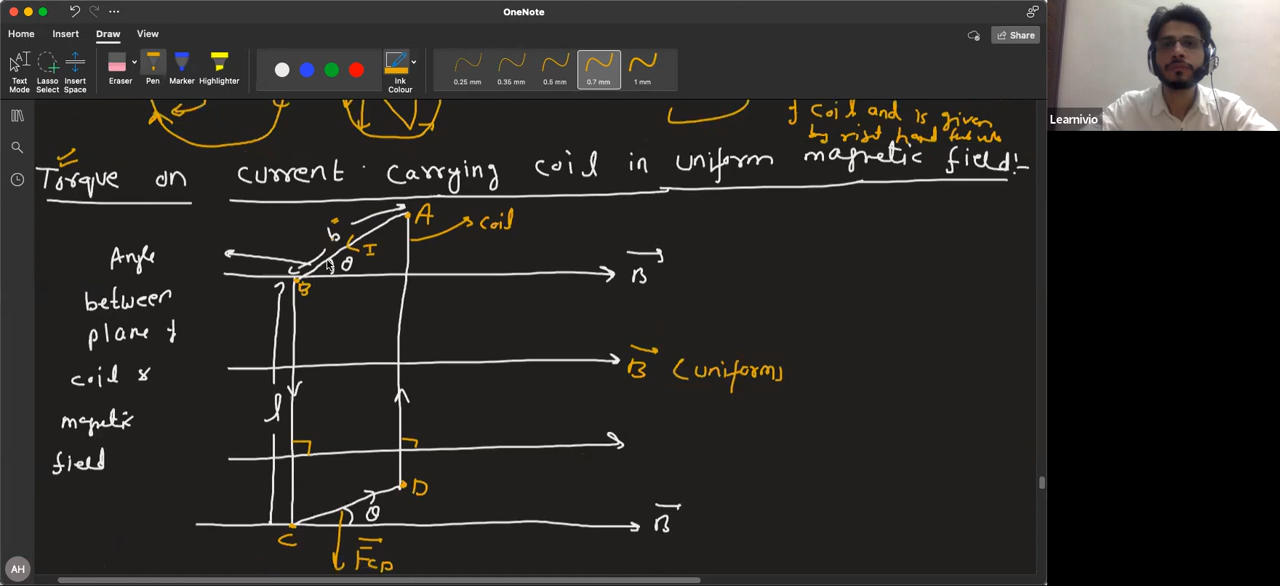 OneNote
Home Insert Draw View
Share
Text Mode
Lasso Select
Insert Space
Eraser
Pen
Marker
Highlighter
Ink Colour
0.25 mm
0.35 mm
0.5 mm
0.7 mm
1 mm
Learnivio
of coil and is given
by right hand
Torque on current carrying coil in uniform magnetic field:-
A
coil
b
I
θ
B
B
Angle
between
plane of
coil &
magnetic
field
B (uniform)
l
D
θ
B
C
F CD
AH